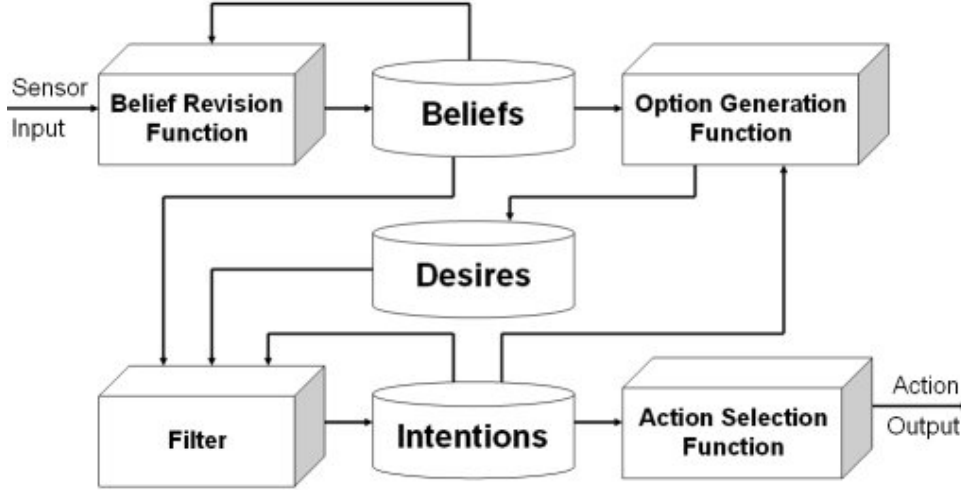 Sensor
Input
Belief Revision
Function
Beliefs
Option Generation
Function
Desires
Filter
Intentions
Action Selection
Function
Action
Output